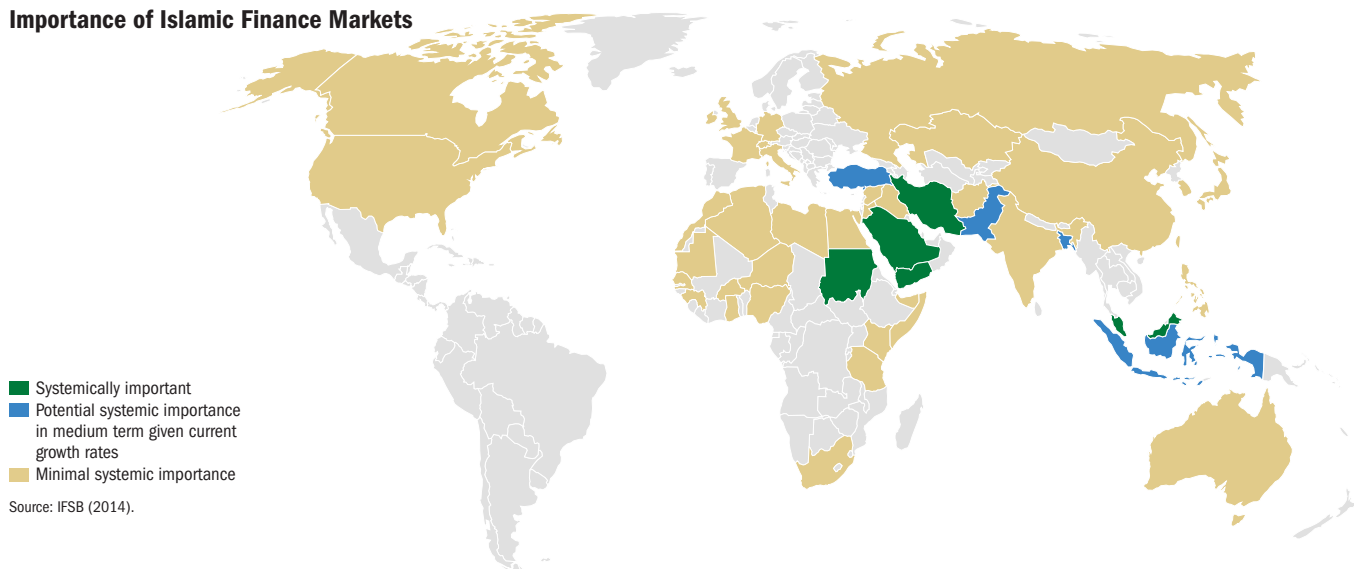 Importance of Islamic Finance Markets
Systemically important
Potential systemic importance
in medium term given current
growth rates
Minimal systemic importance
Source: IFSB (2014).